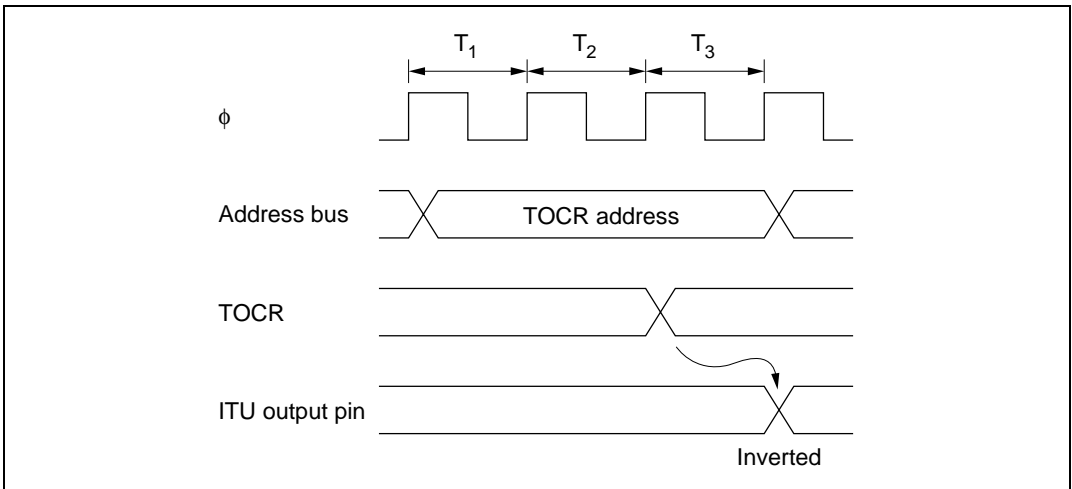 T1 T2 T3
ϕ
Address bus
TOCR address
TOCR
ITU output pin
Inverted